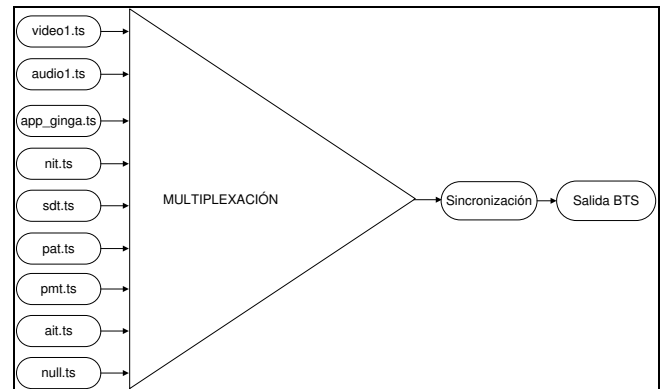 video1.ts
audio1.ts
app_ginga.ts
nit.ts
sdt.ts
pat.ts
pmt.ts
ait.ts
null.ts
MULTIPLEXACIÓN
Sincronización
Salida BTS